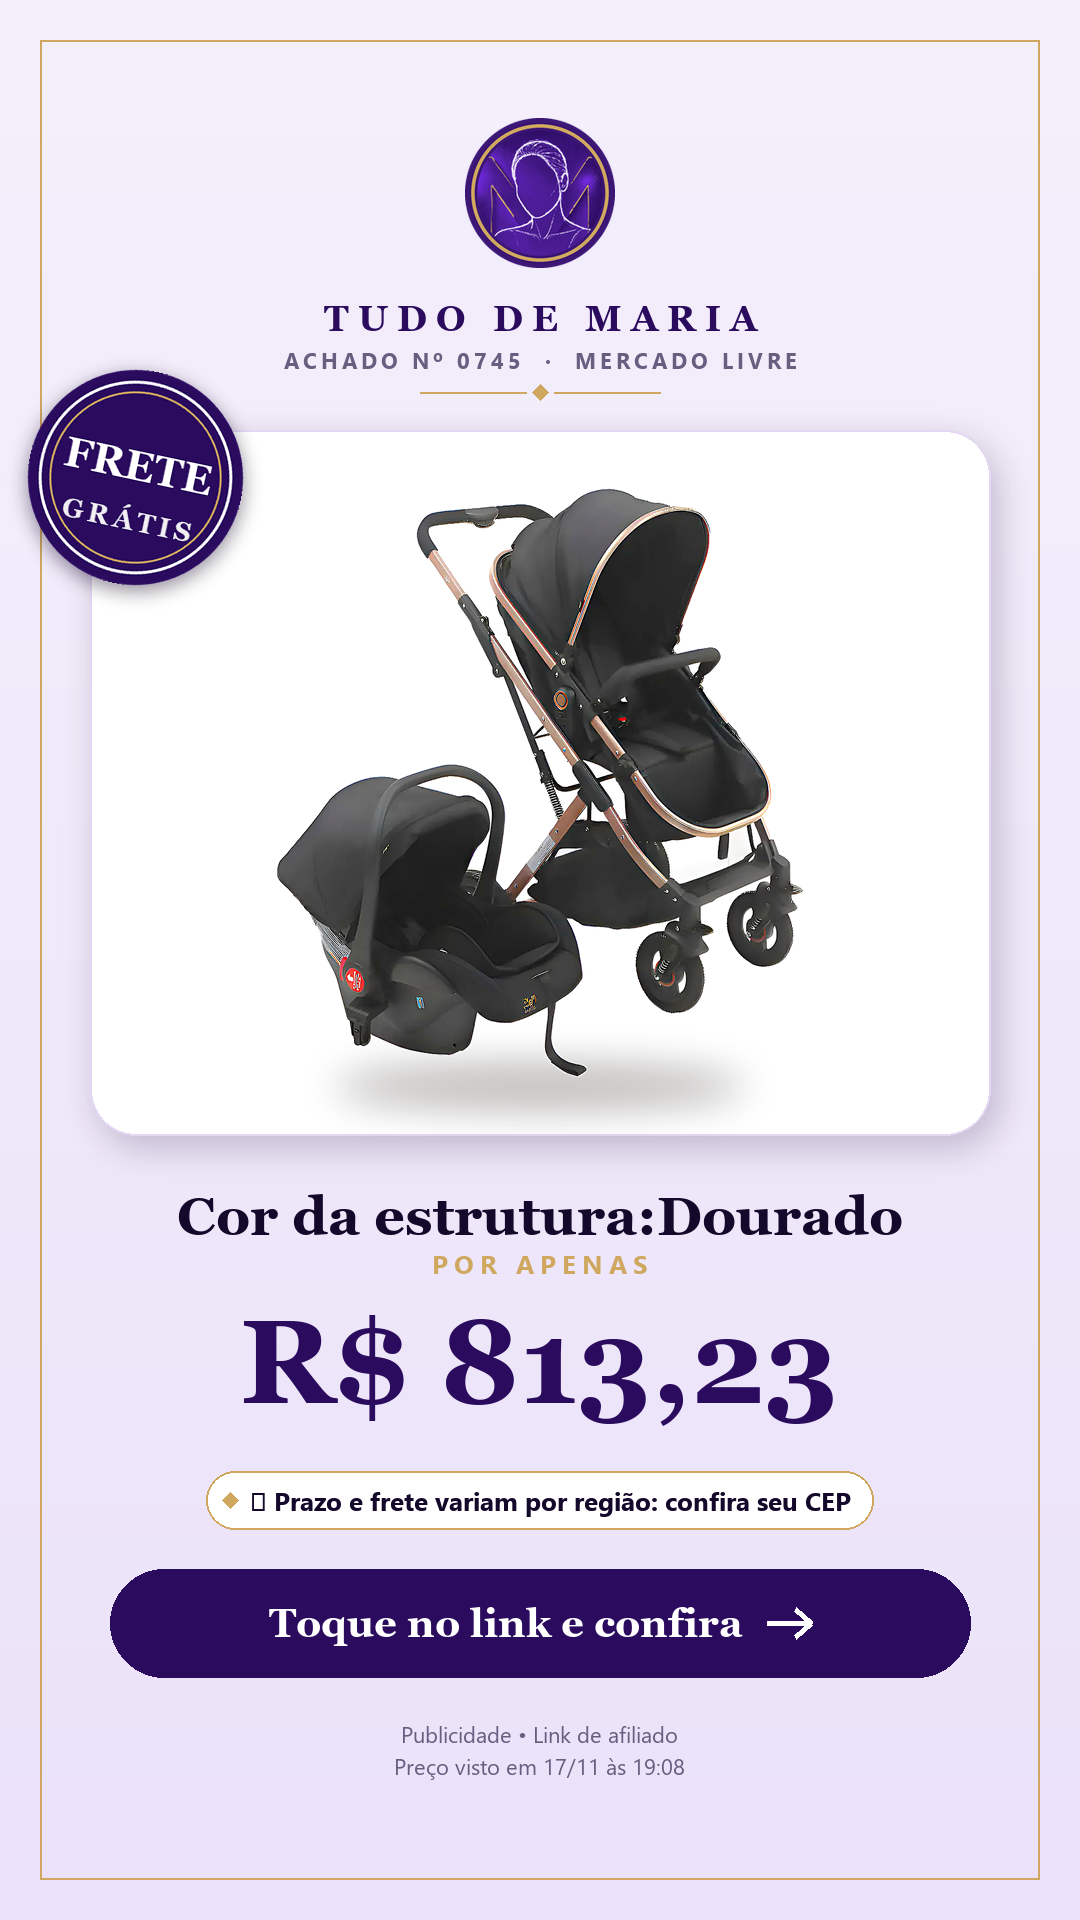 TUDO DE MARIA
ACHADO Nº 0745 · MERCADO LIVRE
FRETE
GRÁTIS
Cor da estrutura:Dourado
POR APENAS
R$ 813,23
Prazo e frete variam por região: confira seu CEP
Toque no link e confira →
Publicidade • Link de afiliado
Preço visto em 17/11 às 19:08